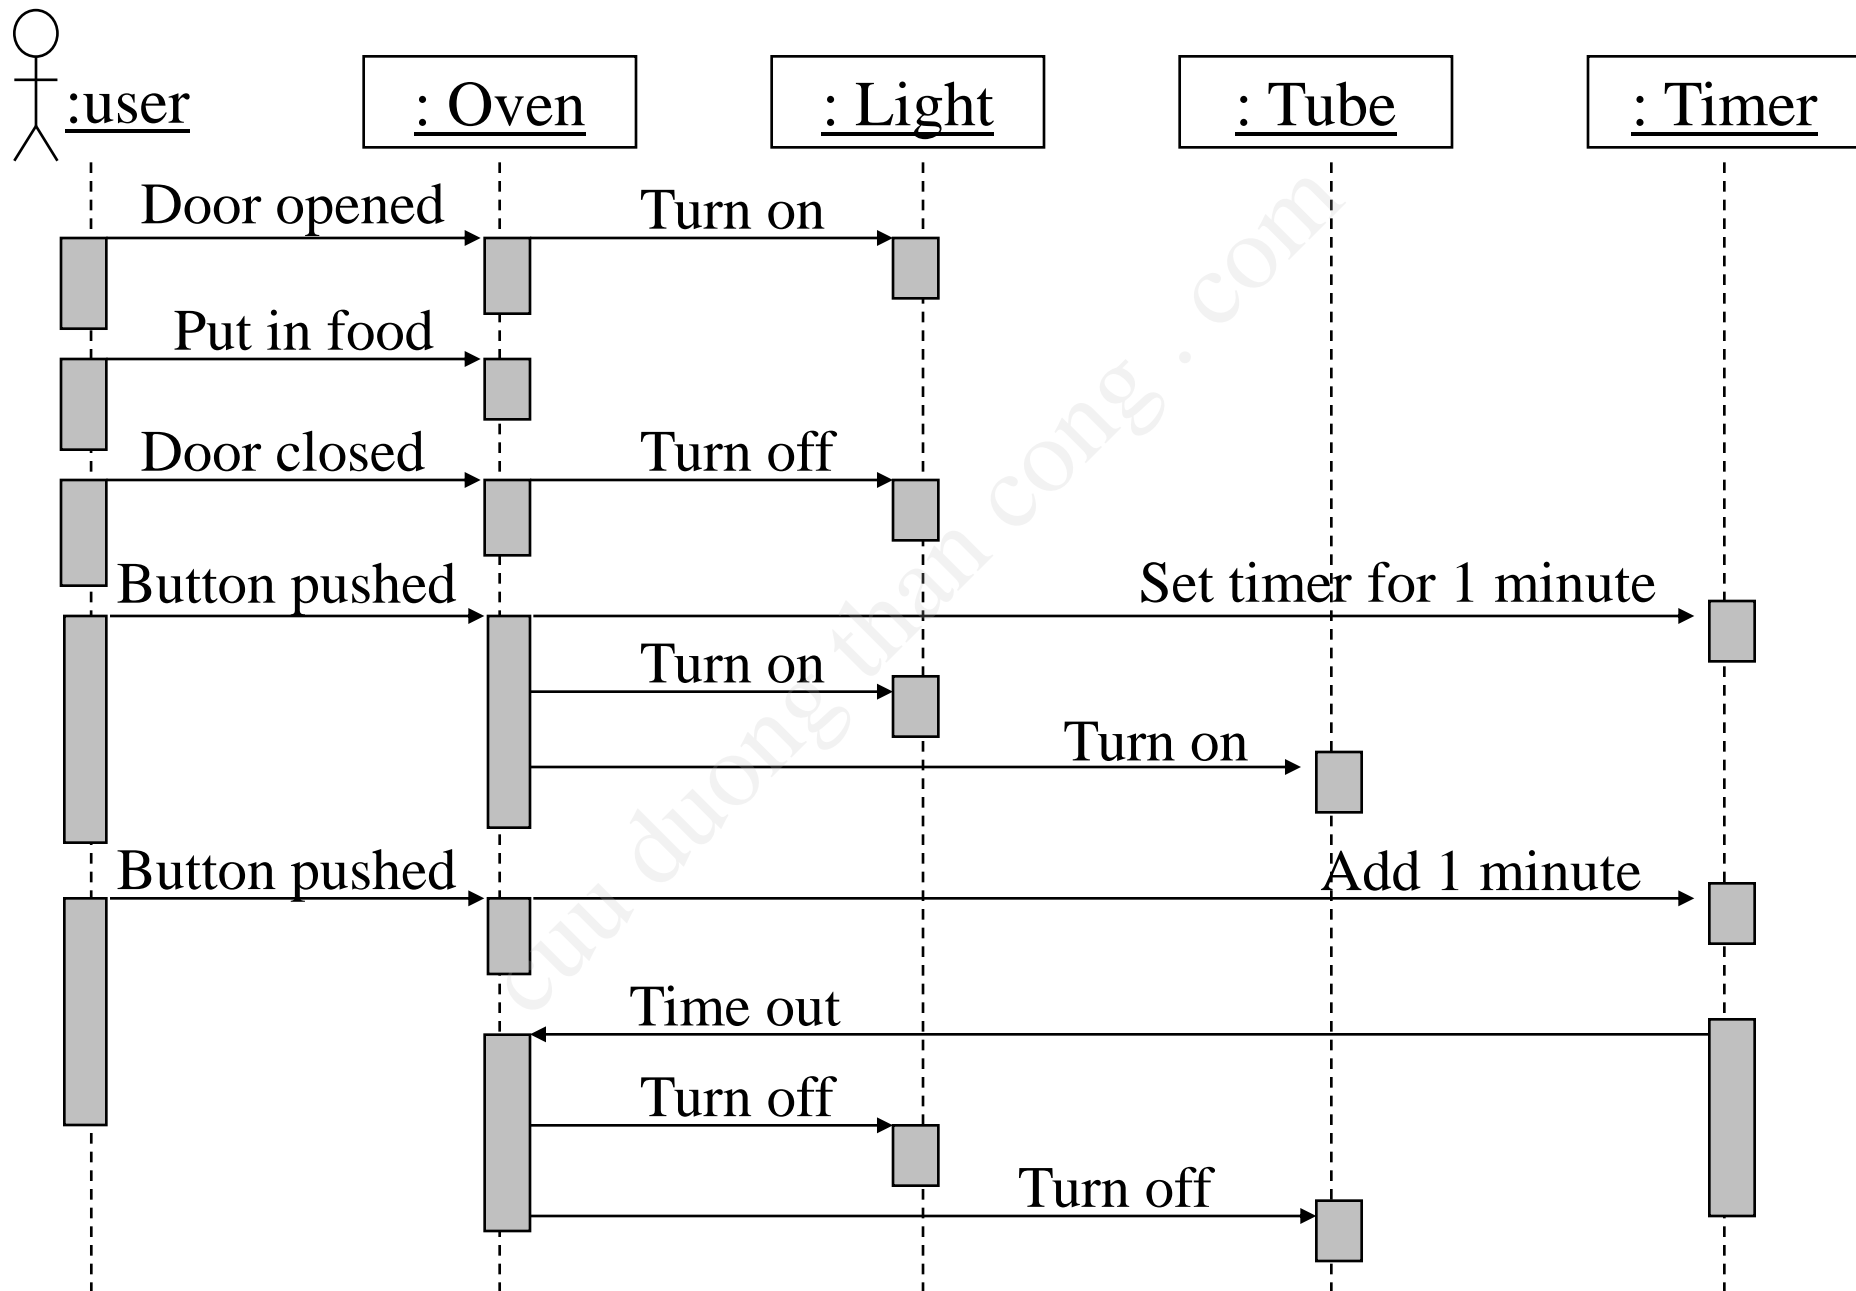 :user
: Oven
: Light
: Tube
: Timer
Door opened
Turn on
Put in food
Door closed
Turn off
Button pushed
Set timer for 1 minute
Turn on
Turn on
Button pushed
Add 1 minute
Time out
Turn off
Turn off
cuu duong than cong . com